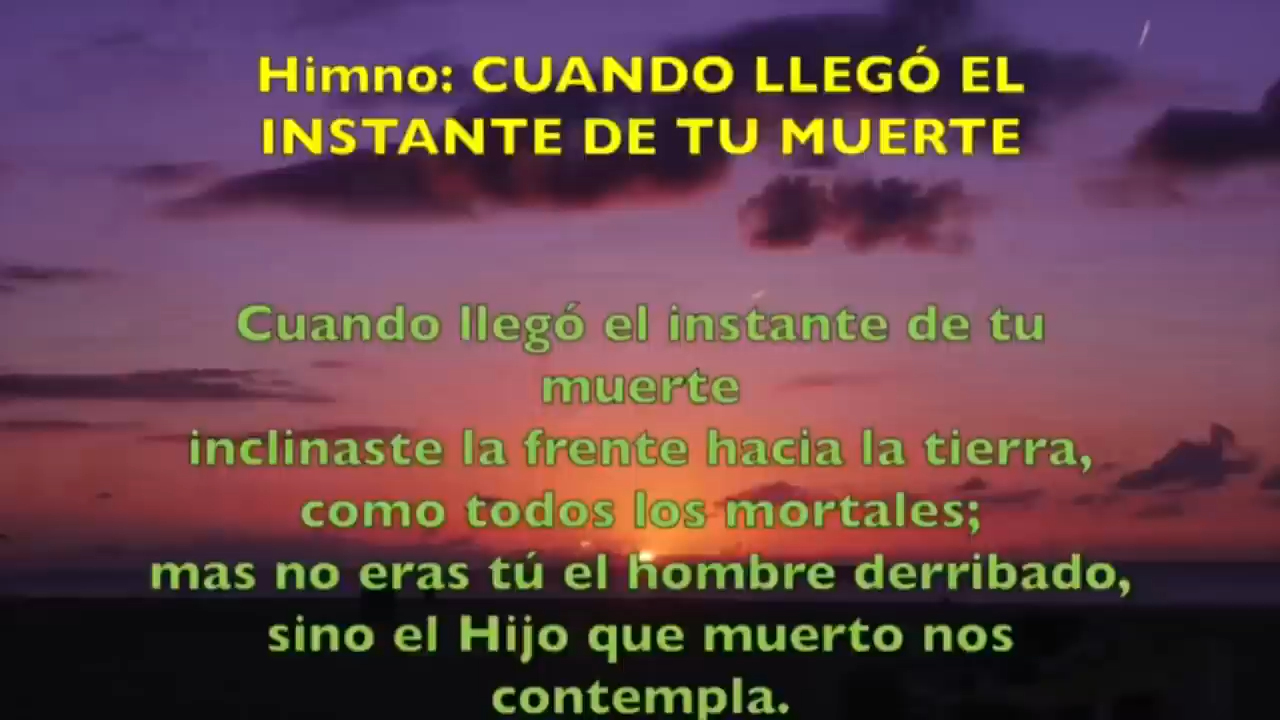 Himno: CUANDO LLEGÓ EL
INSTANTE DE TU MUERTE
Cuando llegó el instante de tu
muerte
inclinaste la frente hacia la tierra,
como todos los mortales;
mas no eras tú el hombre derribado,
sino el Hijo que muerto nos
contempla.